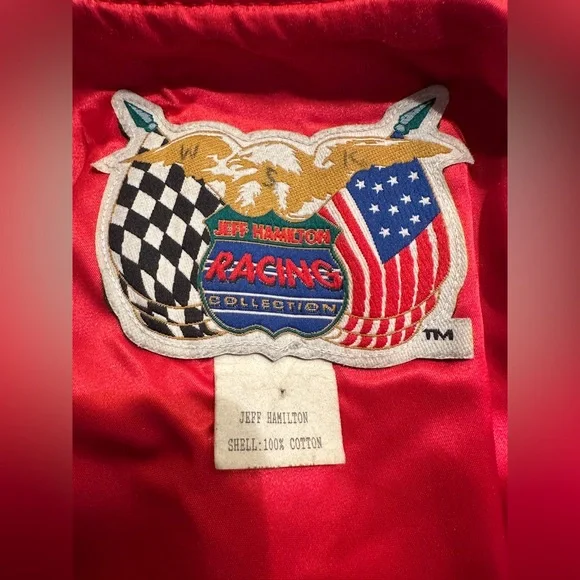 W S K
JEFF HAMILTON
RACING
COLLECTION
TM
JEFF HAMILTON
SHELL:100% COTTON